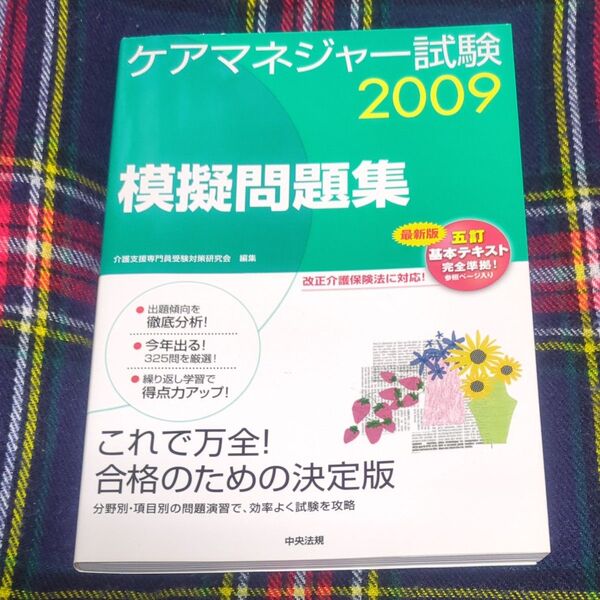 ケアマネジャー試験
2009
模擬問題集
介護支援専門員受験対策研究会 編集
最新版
五訂
基本テキスト
完全準拠!
参照ページ入り
改正介護保険法に対応!
● 出題傾向を
徹底分析!
● 今年出る!
325問を厳選!
● 繰り返し学習で
得点力アップ!
これで万全!
合格のための決定版
分野別・項目別の問題演習で、効率よく試験を攻略
中央法規